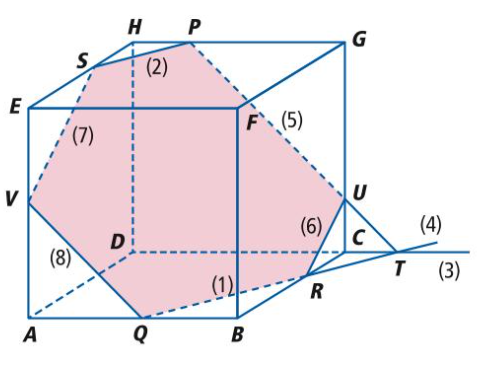 H P
S G
(2)
E
F (5)
(7)
V U
(6) (4)
D C
(8) T (3)
(1) R
A Q B